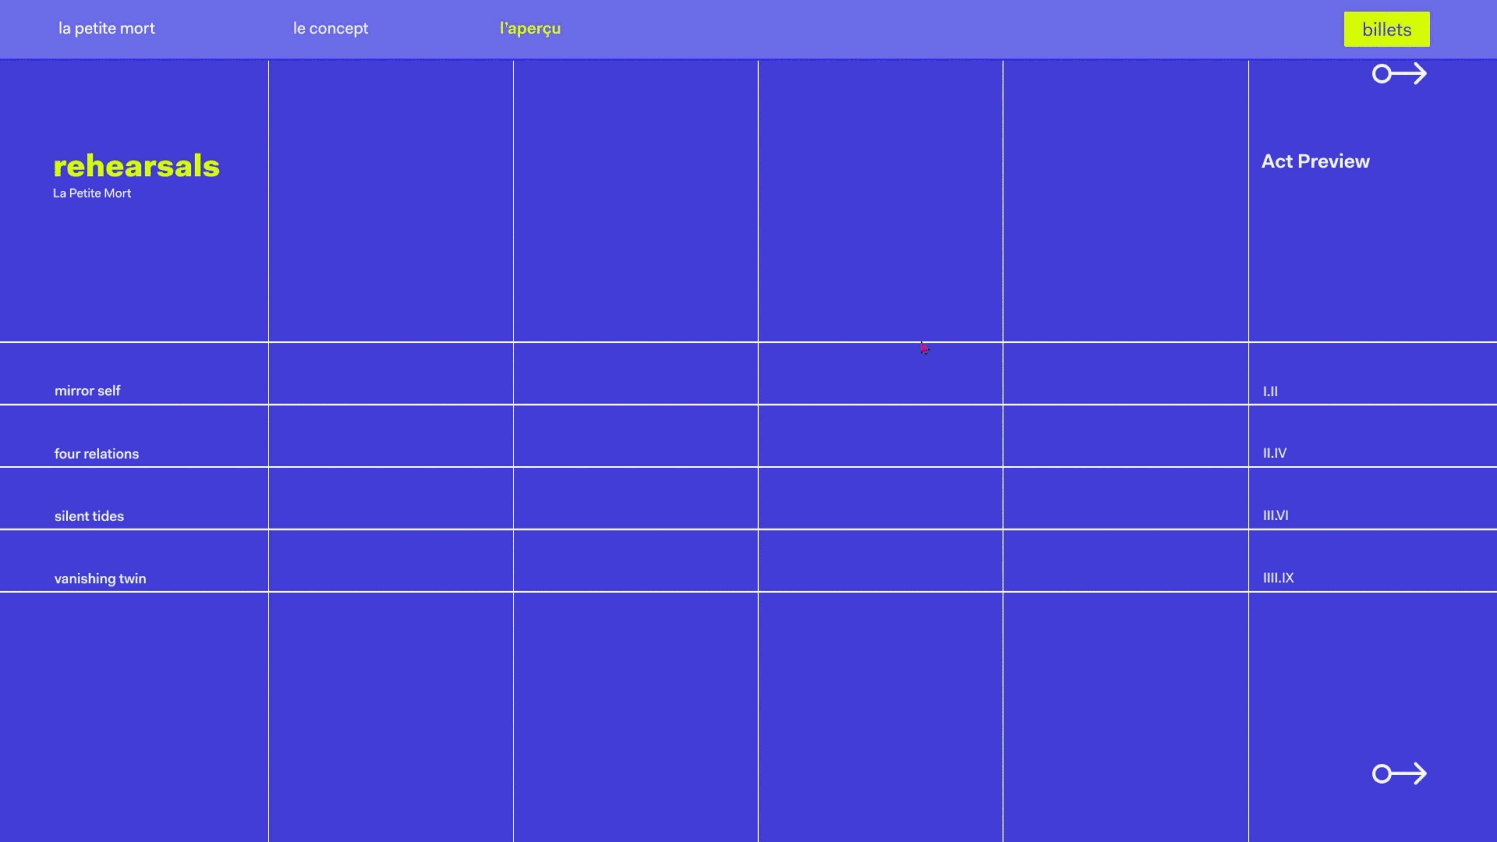 la petite mort
le concept
l'aperçu
billets
rehearsals
La Petite Mort
Act Preview
mirror self
I.II
four relations
II.IV
silent tides
III.VI
vanishing twin
IIII.IX